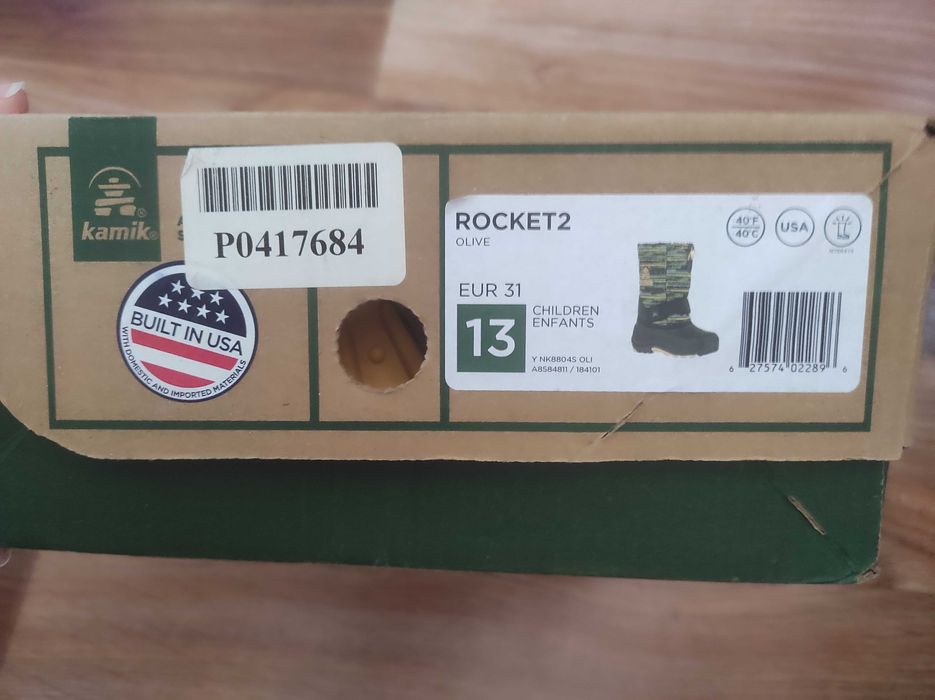 kamik®
P0417684
BUILT IN USA
WITH DOMESTIC AND IMPORTED MATERIALS
ROCKET2
OLIVE
40°F
40°C
USA
EUR 31
13
CHILDREN
ENFANTS
Y NK8804S OLI
A8584811 / 184101
6 27574 02289 6